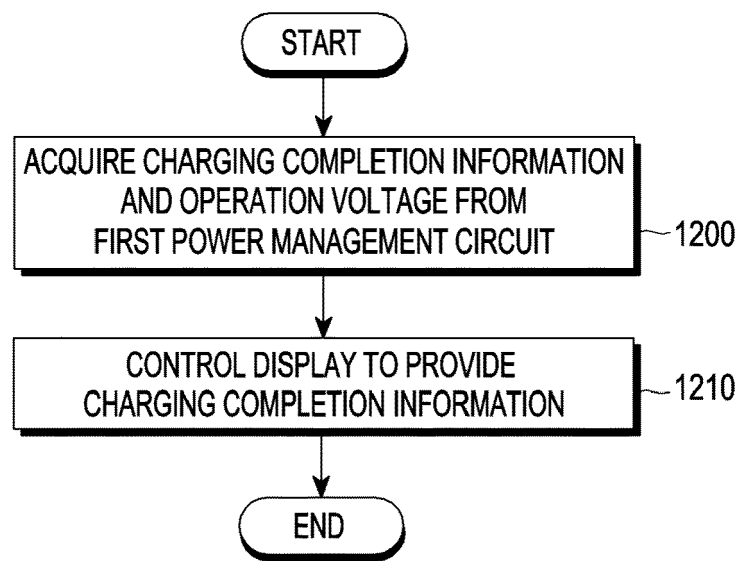 START
ACQUIRE CHARGING COMPLETION INFORMATION
AND OPERATION VOLTAGE FROM
FIRST POWER MANAGEMENT CIRCUIT
1200
CONTROL DISPLAY TO PROVIDE
CHARGING COMPLETION INFORMATION
1210
END